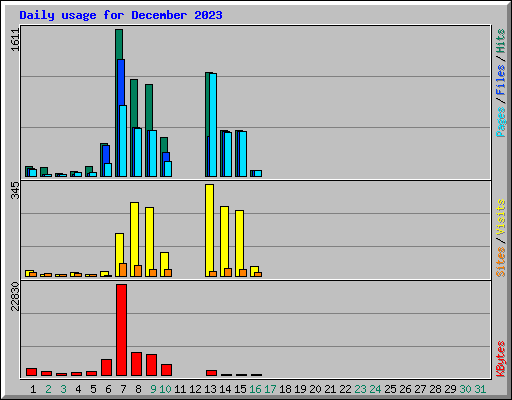 Daily usage for December 2023
1611
Pages / Files / Hits
345
Sites / Visits
22830
KBytes
1 2 3 4 5 6 7 8 9 10 11 12 13 14 15 16 17 18 19 20 21 22 23 24 25 26 27 28 29 30 31